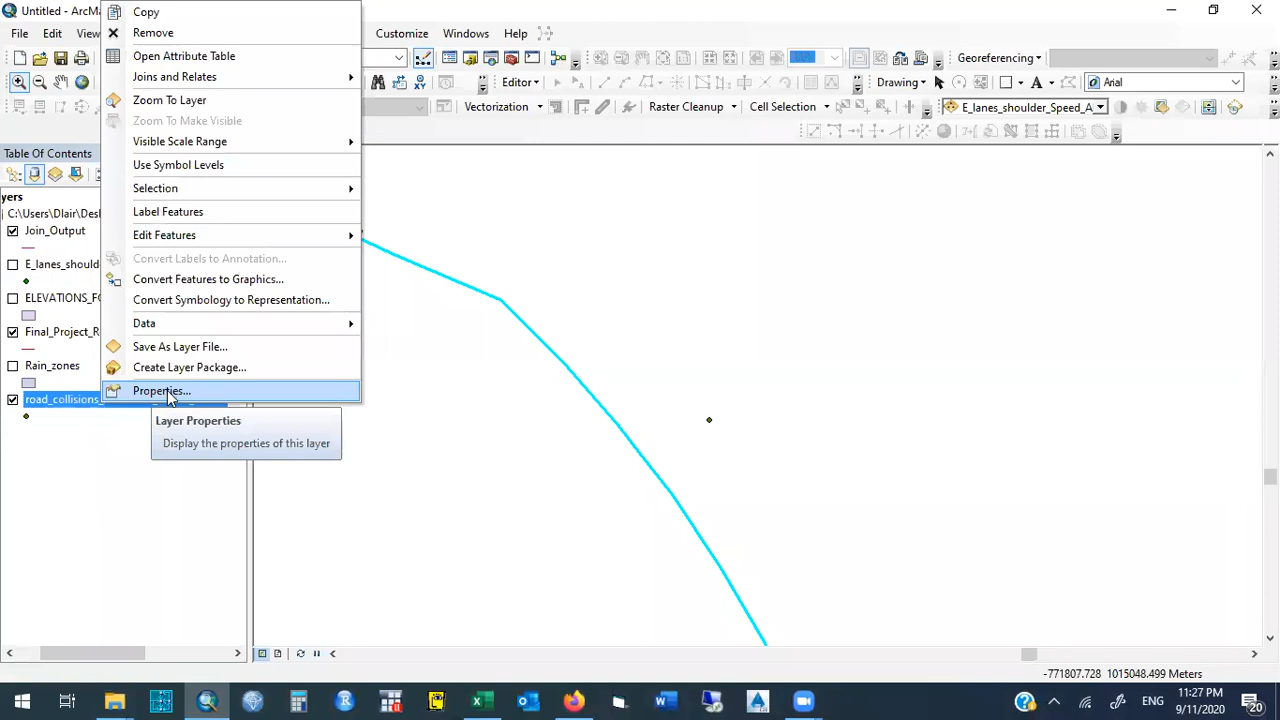 Untitled - ArcMa
File Edit View
Customize Windows Help
Georeferencing
Editor
Drawing
Arial
Vectorization
Raster Cleanup
Cell Selection
E_lanes_shoulder_Speed_A
Table Of Contents
yers
C:\Users\Dlair\Des
Join_Output
E_lanes_should
ELEVATIONS_FO
Final_Project_R
Rain_zones
road_collisions_
Copy
Remove
Open Attribute Table
Joins and Relates
Zoom To Layer
Zoom To Make Visible
Visible Scale Range
Use Symbol Levels
Selection
Label Features
Edit Features
Convert Labels to Annotation...
Convert Features to Graphics...
Convert Symbology to Representation...
Data
Save As Layer File...
Create Layer Package...
Properties...
Layer Properties
Display the properties of this layer
-771807.728 1015048.499 Meters
ENG
11:27 PM
9/11/2020
20